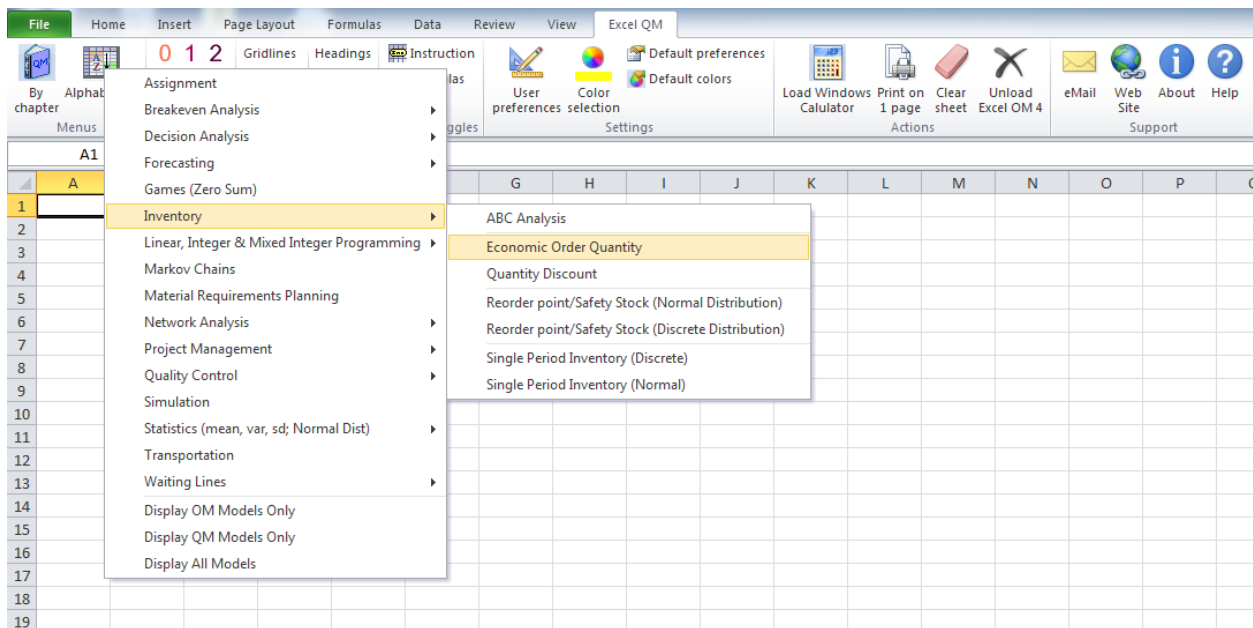 File Home Insert Page Layout Formulas Data Review View Excel QM
QM
By chapter
Alphab
Menus
0 1 2
Gridlines Headings Instruction
User preferences
Color selection
Default preferences
Default colors
Settings
Load Windows Calulator
Print on 1 page
Clear sheet
Unload Excel OM 4
Actions
eMail
Web Site
About
Help
Support
A1
A G H I J K L M N O P
1
2
3
4
5
6
7
8
9
10
11
12
13
14
15
16
17
18
19
Assignment
Breakeven Analysis
Decision Analysis
Forecasting
Games (Zero Sum)
Inventory
Linear, Integer & Mixed Integer Programming
Markov Chains
Material Requirements Planning
Network Analysis
Project Management
Quality Control
Simulation
Statistics (mean, var, sd; Normal Dist)
Transportation
Waiting Lines
Display OM Models Only
Display QM Models Only
Display All Models
ABC Analysis
Economic Order Quantity
Quantity Discount
Reorder point/Safety Stock (Normal Distribution)
Reorder point/Safety Stock (Discrete Distribution)
Single Period Inventory (Discrete)
Single Period Inventory (Normal)